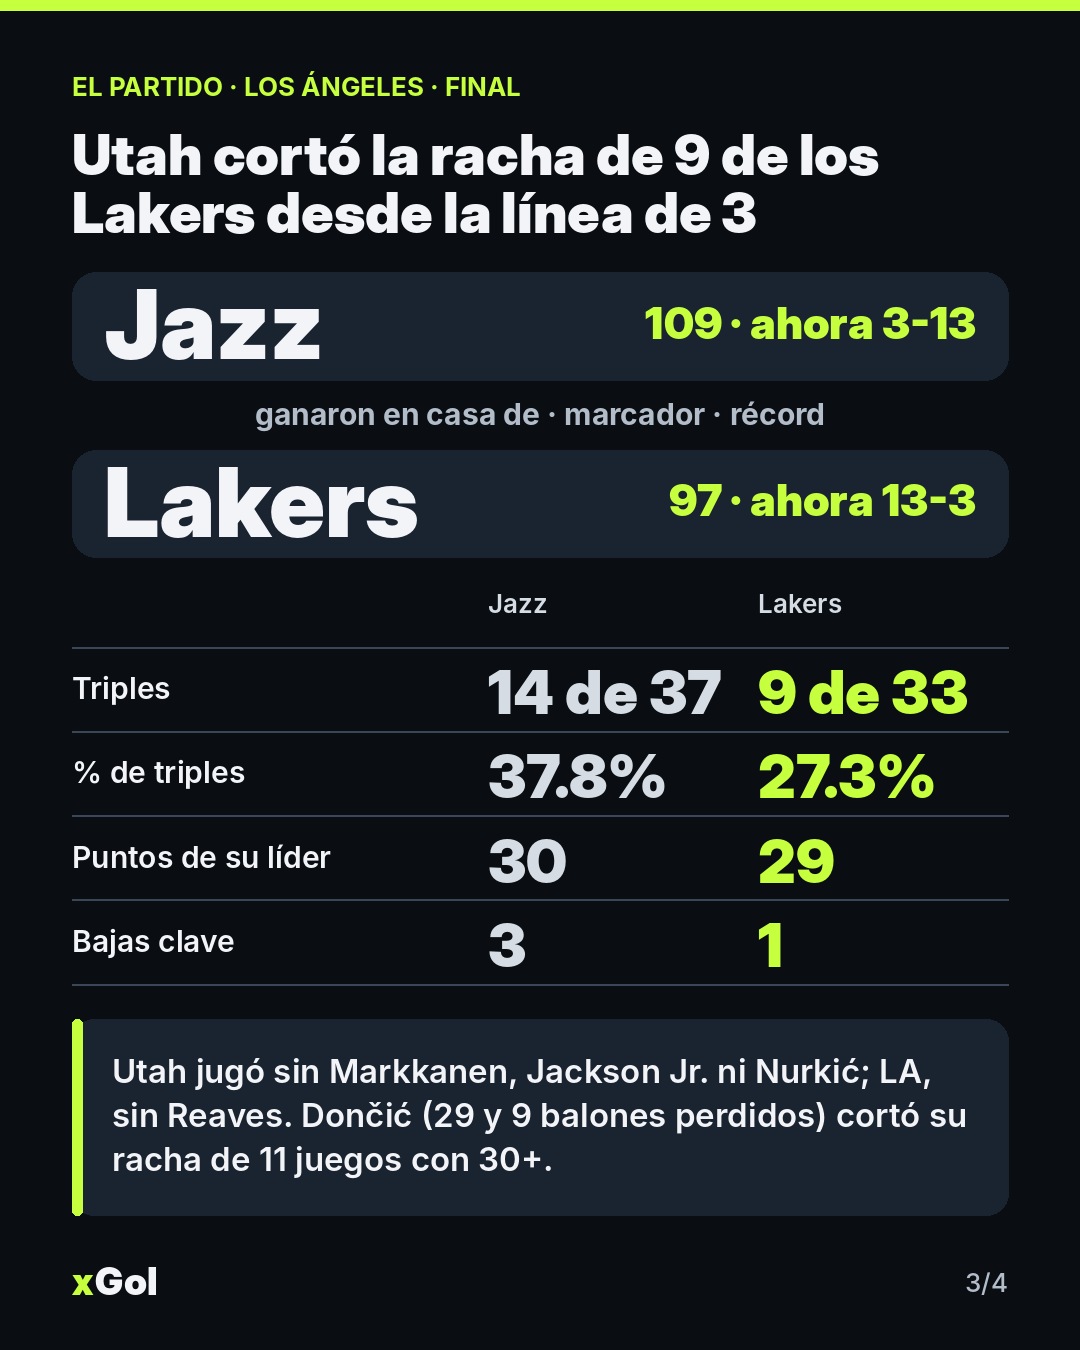 EL PARTIDO · LOS ÁNGELES · FINAL
Utah cortó la racha de 9 de los
Lakers desde la línea de 3
Jazz 109 · ahora 3-13
ganaron en casa de · marcador · récord
Lakers 97 · ahora 13-3
Jazz Lakers
Triples 14 de 37 9 de 33
% de triples 37.8% 27.3%
Puntos de su líder 30 29
Bajas clave 3 1
Utah jugó sin Markkanen, Jackson Jr. ni Nurkić; LA,
sin Reaves. Dončić (29 y 9 balones perdidos) cortó su
racha de 11 juegos con 30+.
xGol 3/4